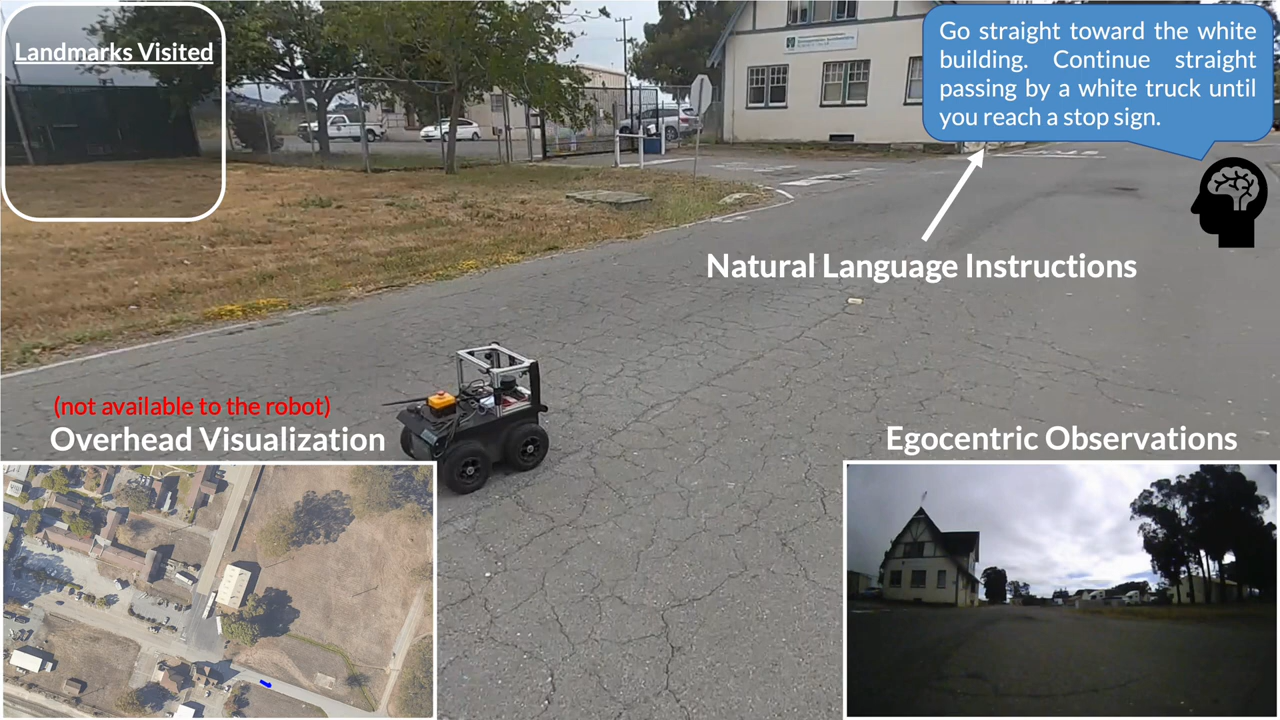 Landmarks Visited
Go straight toward the white
building. Continue straight
passing by a white truck until
you reach a stop sign.
Natural Language Instructions
(not available to the robot)
Overhead Visualization
Egocentric Observations